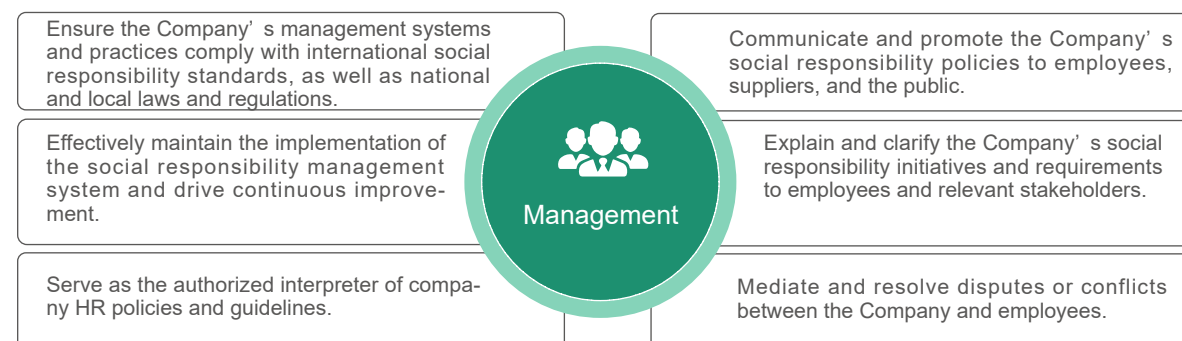 Ensure the Company’ s management systems
and practices comply with international social
responsibility standards, as well as national
and local laws and regulations.
Effectively maintain the implementation of
the social responsibility management
system and drive continuous improve-
ment.
Serve as the authorized interpreter of compa-
ny HR policies and guidelines.
Management
Communicate and promote the Company’ s
social responsibility policies to employees,
suppliers, and the public.
Explain and clarify the Company’ s social
responsibility initiatives and requirements
to employees and relevant stakeholders.
Mediate and resolve disputes or conflicts
between the Company and employees.